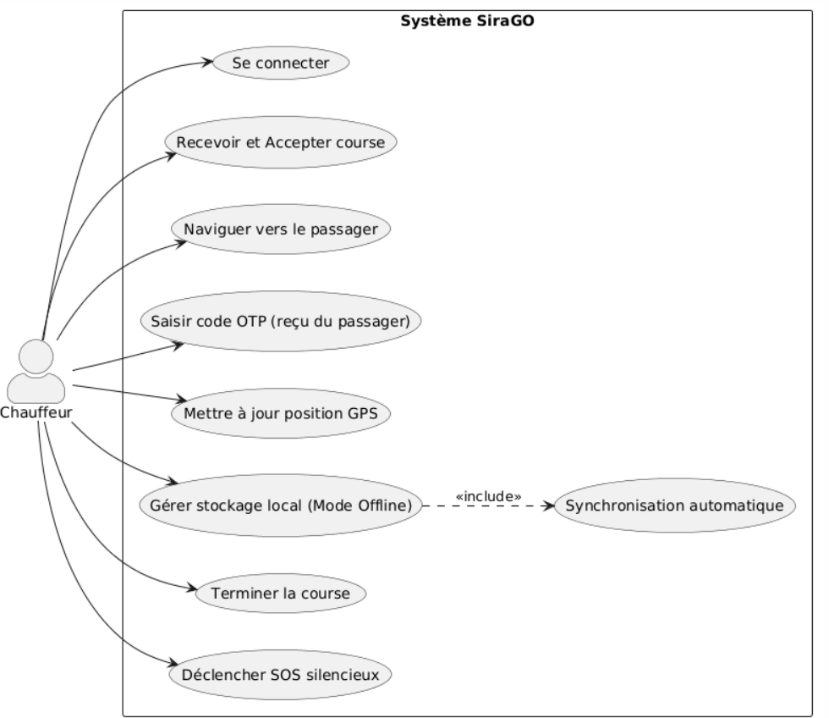 Système SiraGO
Se connecter
Recevoir et Accepter course
Naviguer vers le passager
Saisir code OTP (reçu du passager)
Chauffeur
Mettre à jour position GPS
Gérer stockage local (Mode Offline)
«include»
Synchronisation automatique
Terminer la course
Déclencher SOS silencieux